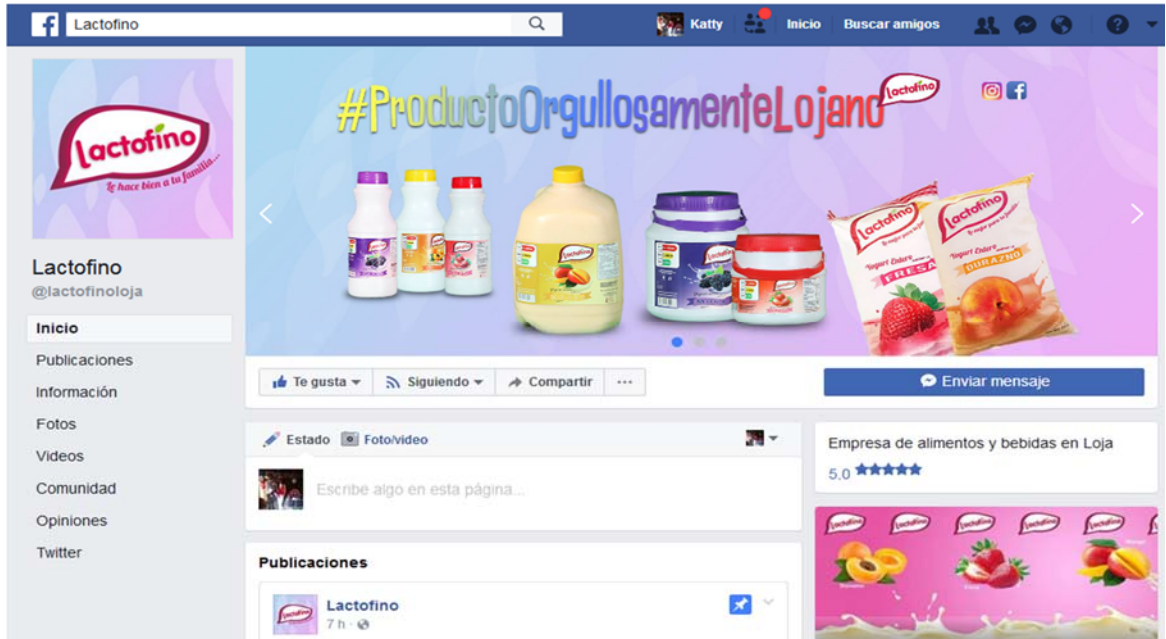 Lactofino
Katty
Inicio
Buscar amigos
#ProductoOrgullosamenteLojano
Lactofino
Lactofino
Le hace bien a tu familia...
Lactofino
Lactofino
Yogurt Entero
FRESA
Yogurt Entero
DURAZNO
Lactofino
@lactofinoloja
Inicio
Publicaciones
Información
Fotos
Videos
Comunidad
Opiniones
Twitter
Te gusta
Siguiendo
Compartir
Enviar mensaje
Estado
Foto/video
Escribe algo en esta página...
Empresa de alimentos y bebidas en Loja
5,0
Publicaciones
Lactofino
7 h